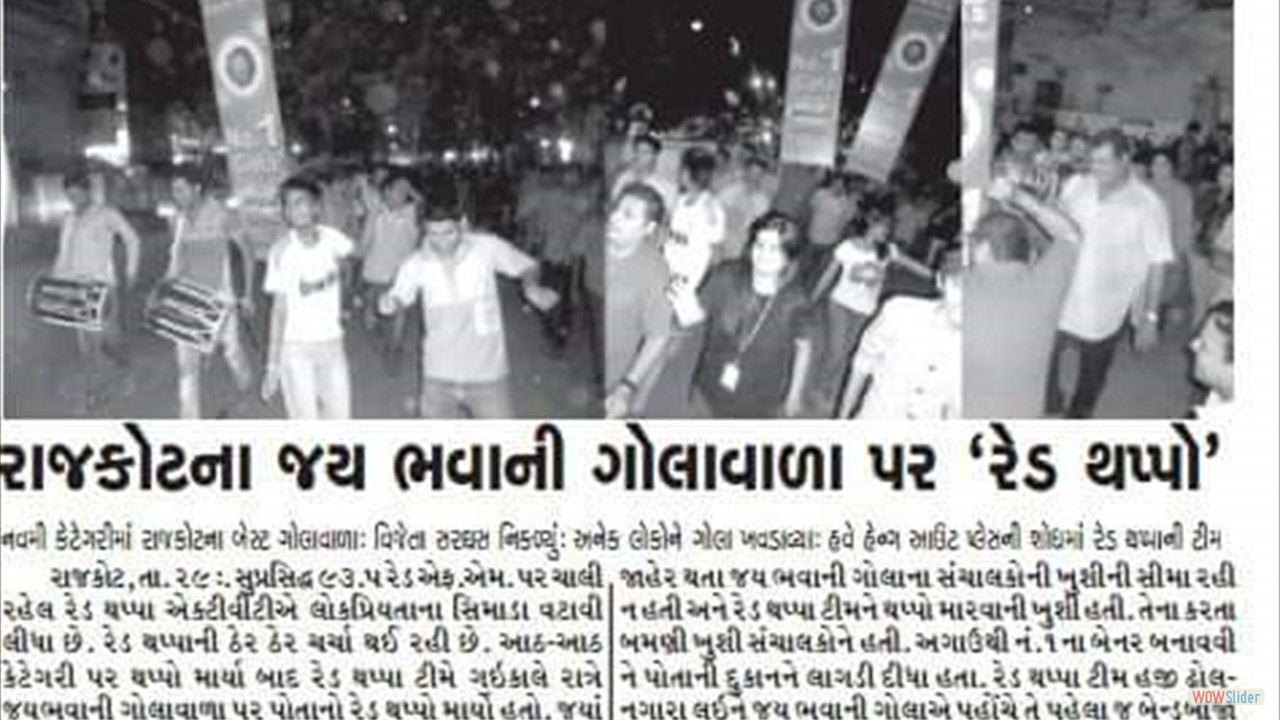 રાજકોટના જય ભવાની ગોલાવાળા પર ‘રેડ થપ્પો’
નવમી કેટેગરીમાં રાજકોટના બેસ્ટ ગોલાવાળાઃ વિજેતા સરઘસ નિકળ્યુંઃ અનેક લોકોને ગોલા ખવડાવ્યાઃ હવે હેન્ગ આઉટ પ્લેસની શોધમાં રેડ થપ્પાની ટીમ
રાજકોટ,તા.૨૯ઃ.સુપ્રસિદ્ધ ૯૩.પ રેડ એફ.એમ.પર ચાલી
રહેલ રેડ થપ્પા એક્ટીવીટીએ લોકપ્રિયતાના સિમાડા વટાવી
લીધા છે. રેડ થપ્પાની ઠેર ઠેર ચર્ચા થઈ રહી છે. આઠ-આઠ
કેટેગરી પર થપ્પો માર્યા બાદ રેડ થપ્પા ટીમે ગઇકાલે રાત્રે
જયભવાની ગોલાવાળા પર પોતાનો રેડ થપ્પો માર્યો હતો. જયાં
જાહેર થતા જય ભવાની ગોલાના સંચાલકોની ખુશીની સીમા રહી
ન હતી અને રેડ થપ્પા ટીમને થપ્પો મારવાની ખુશી હતી. તેના કરતા
બમણી ખુશી સંચાલકોને હતી. અગાઉથી નં.૧ ના બેનર બનાવવી
ને પોતાની દુકાનને લાગડી દીધા હતા. રેડ થપ્પા ટીમ હજી ઢોલ-
નગારા લઈને જય ભવાની ગોલાએ પહોંચે તે પહેલા જ બેન્ડબાજા
WOWSlider